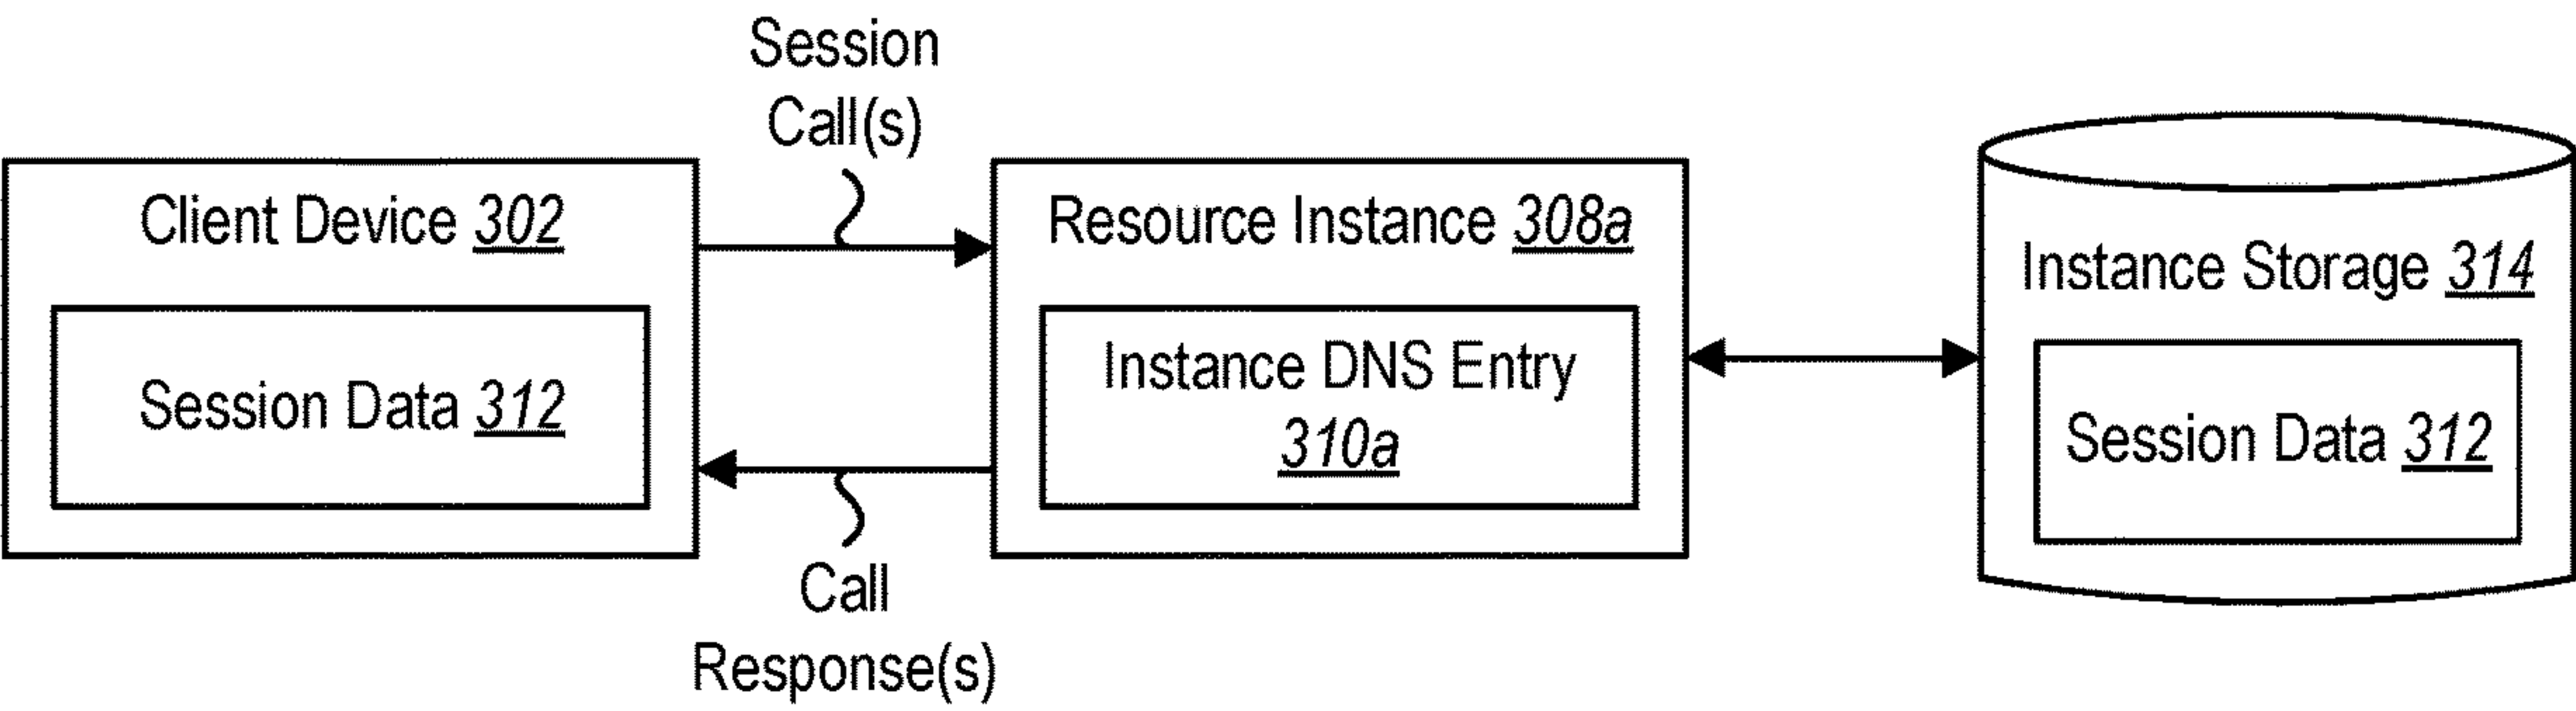 Session
Call(s)
Client Device 302
Session Data 312
Resource Instance 308a
Instance DNS Entry
310a
Call
Response(s)
Instance Storage 314
Session Data 312